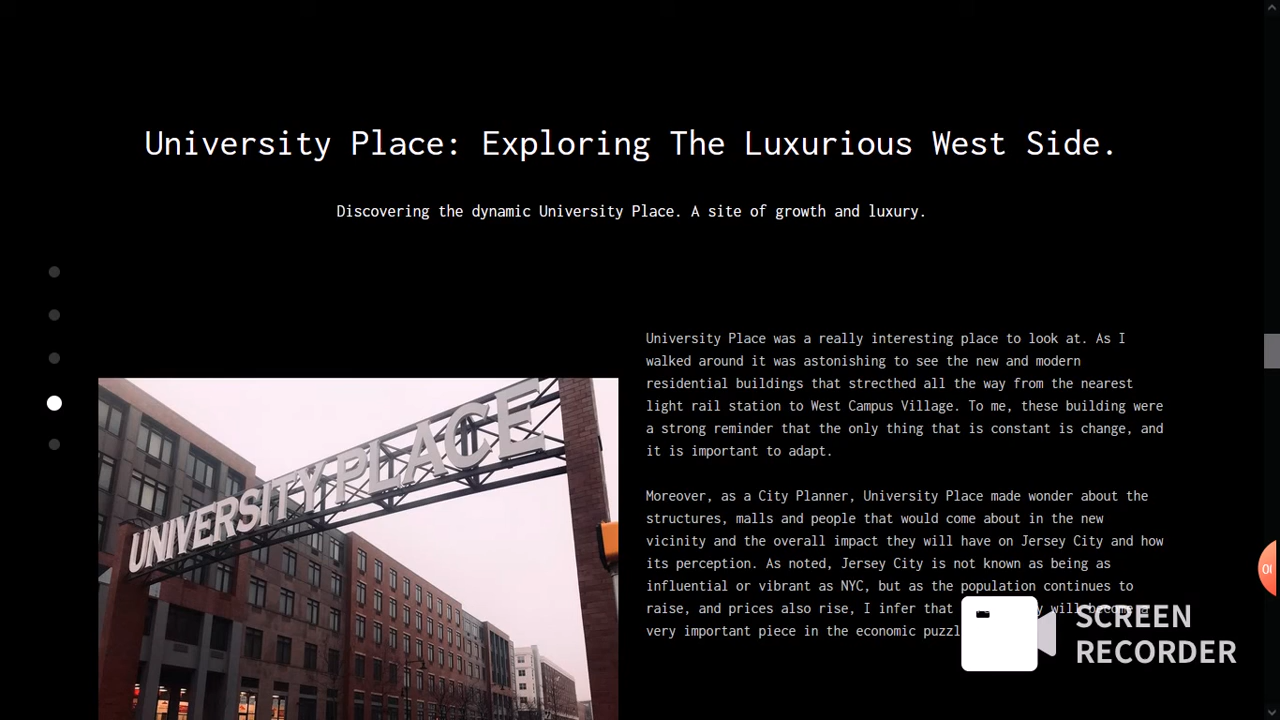 University Place: Exploring The Luxurious West Side.
Discovering the dynamic University Place. A site of growth and luxury.
University Place was a really interesting place to look at. As I
walked around it was astonishing to see the new and modern
residential buildings that strecthed all the way from the nearest
light rail station to West Campus Village. To me, these building were
a strong reminder that the only thing that is constant is change, and
it is important to adapt.
Moreover, as a City Planner, University Place made wonder about the
structures, malls and people that would come about in the new
vicinity and the overall impact they will have on Jersey City and how
its perception. As noted, Jersey City is not known as being as
influential or vibrant as NYC, but as the population continues to
raise, and prices also rise, I infer that will become a
very important piece in the economic
UNIVERSITY PLACE
SCREEN
RECORDER